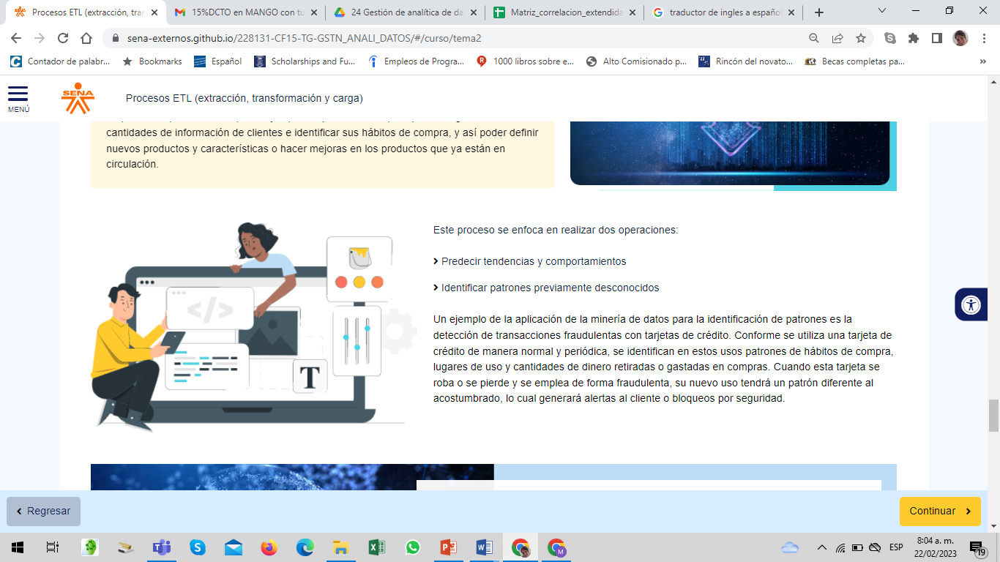 Procesos ETL (extracción, tran
15%DCTO en MANGO con tu
24 Gestión de analítica de da
Matriz_correlacion_extendida
traductor de ingles a español
sena-externos.github.io/228131-CF15-TG-GSTN_ANALI_DATOS/#/curso/tema2
Contador de palabr...
Bookmarks
Español
Scholarships and Fu...
Empleos de Progra...
1000 libros sobre e...
Alto Comisionado p...
Rincón del novato...
Becas completas pa...
»
MENÚ
SENA
Procesos ETL (extracción, transformación y carga)
cantidades de información de clientes e identificar sus hábitos de compra, y así poder definir
nuevos productos y características o hacer mejoras en los productos que ya están en
circulación.
Este proceso se enfoca en realizar dos operaciones:
Predecir tendencias y comportamientos
Identificar patrones previamente desconocidos
Un ejemplo de la aplicación de la minería de datos para la identificación de patrones es la
detección de transacciones fraudulentas con tarjetas de crédito. Conforme se utiliza una tarjeta de
crédito de manera normal y periódica, se identifican en estos usos patrones de hábitos de compra,
lugares de uso y cantidades de dinero retiradas o gastadas en compras. Cuando esta tarjeta se
roba o se pierde y se emplea de forma fraudulenta, su nuevo uso tendrá un patrón diferente al
acostumbrado, lo cual generará alertas al cliente o bloqueos por seguridad.
</>
T
Regresar
Continuar
ESP
8:04 a. m.
22/02/2023
19